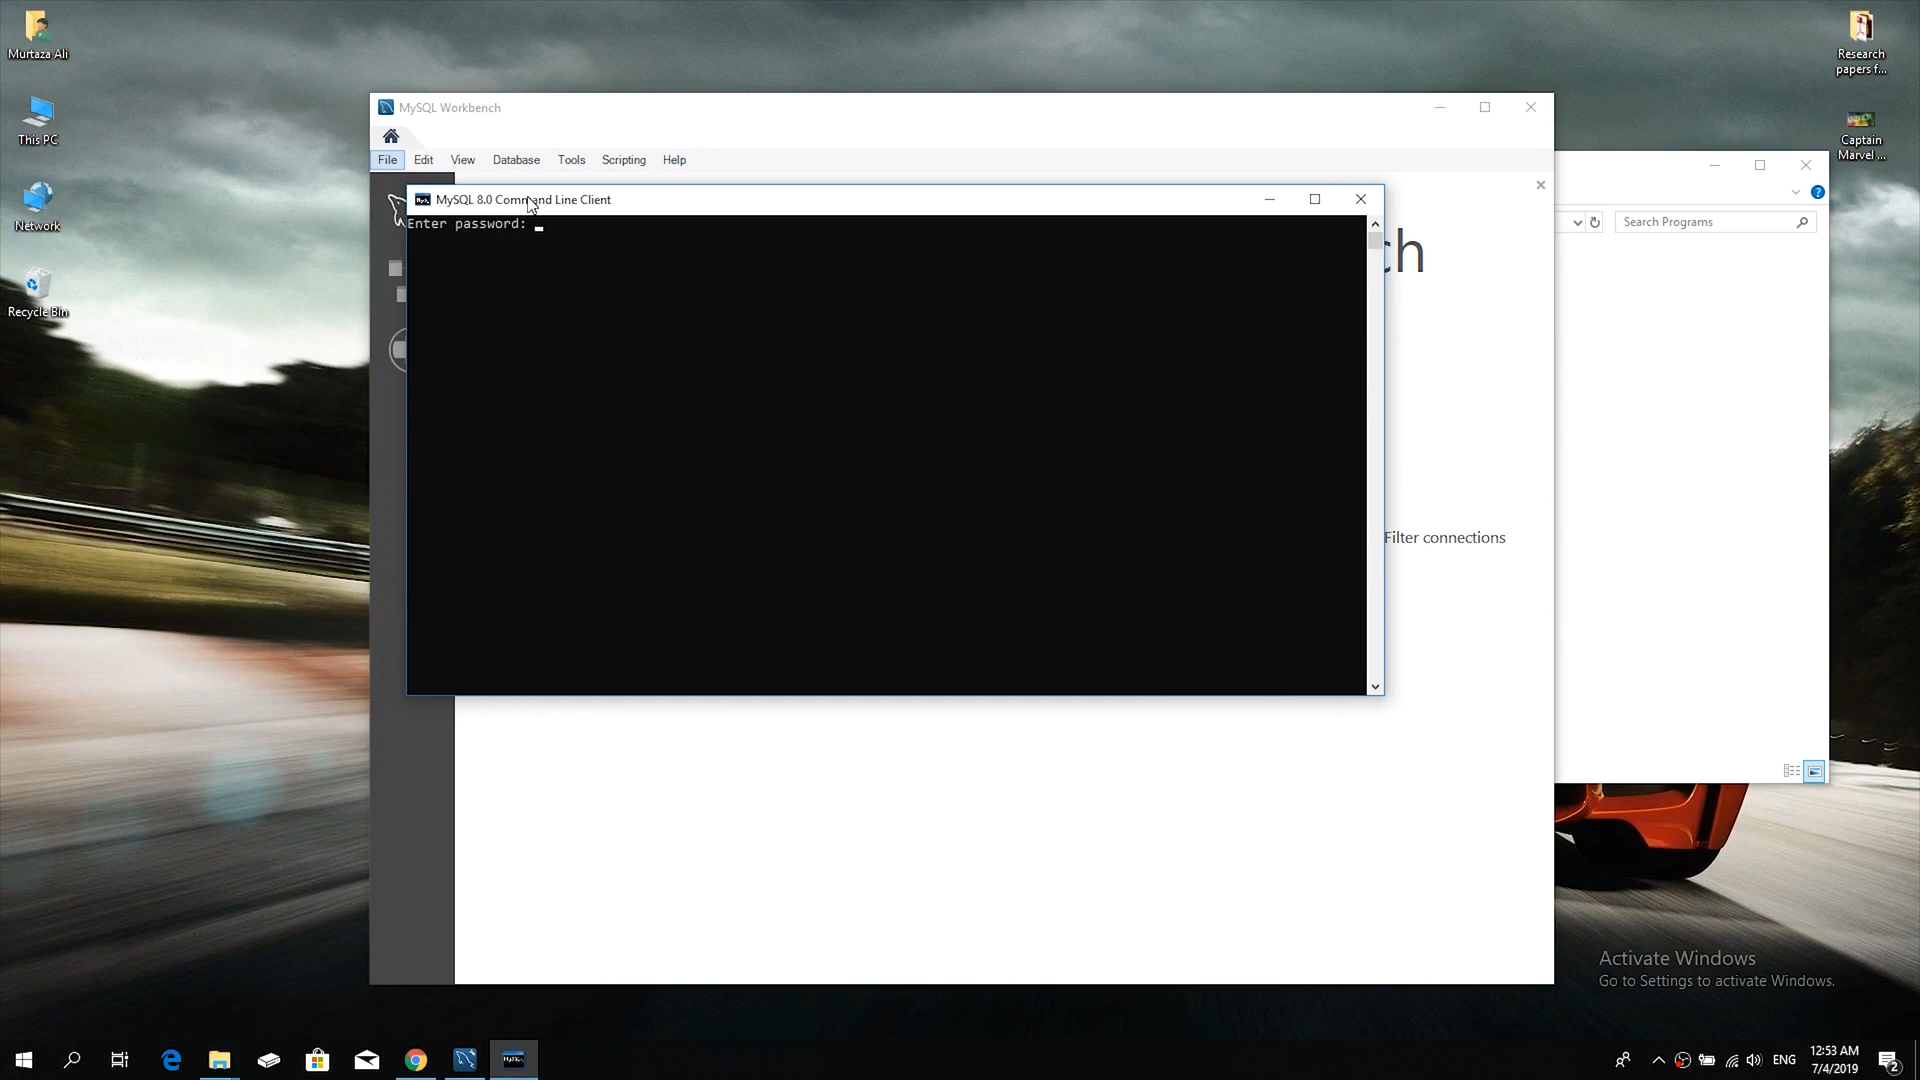 Murtaza Ali
This PC
Network
Recycle Bin
Research
papers f...
Captain
Marvel ...
MySQL Workbench
File Edit View Database Tools Scripting Help
MySQL 8.0 Command Line Client
Enter password:
ch
Search Programs
Filter connections
Activate Windows
Go to Settings to activate Windows.
ENG
12:53 AM
7/4/2019
2